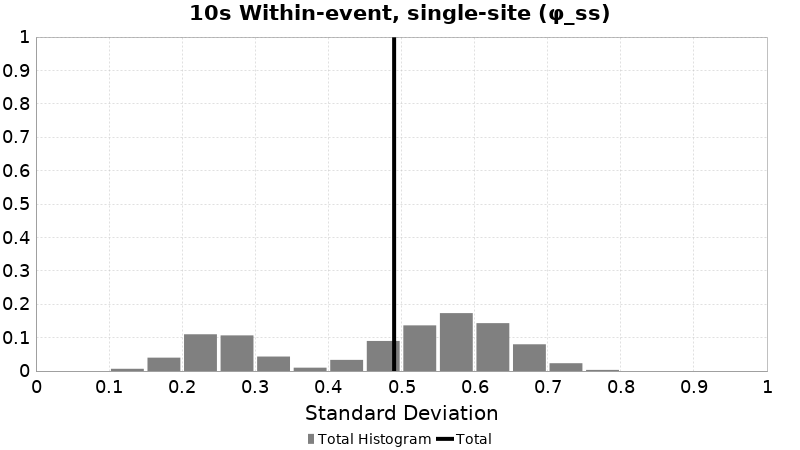 10s Within-event, single-site (φ_ss)
1
0.9
0.8
0.7
0.6
0.5
0.4
0.3
0.2
0.1
0
0 0.1 0.2 0.3 0.4 0.5 0.6 0.7 0.8 0.9 1
Standard Deviation
Total Histogram Total